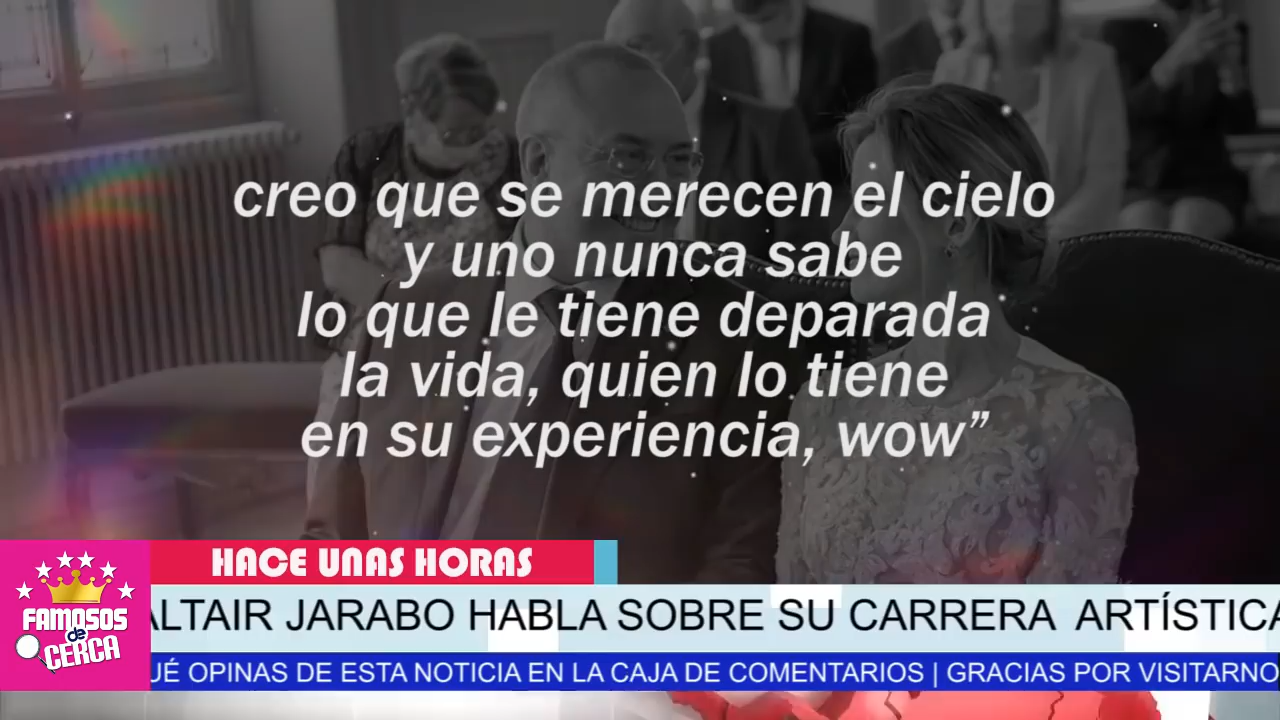 creo que se merecen el cielo
y uno nunca sabe
lo que le tiene deparada
la vida, quien lo tiene
en su experiencia, wow”
HACE UNAS HORAS
FAMOSOS
de
CERCA
ALTAIR JARABO HABLA SOBRE SU CARRERA ARTÍSTICA
UÉ OPINAS DE ESTA NOTICIA EN LA CAJA DE COMENTARIOS | GRACIAS POR VISITARNO